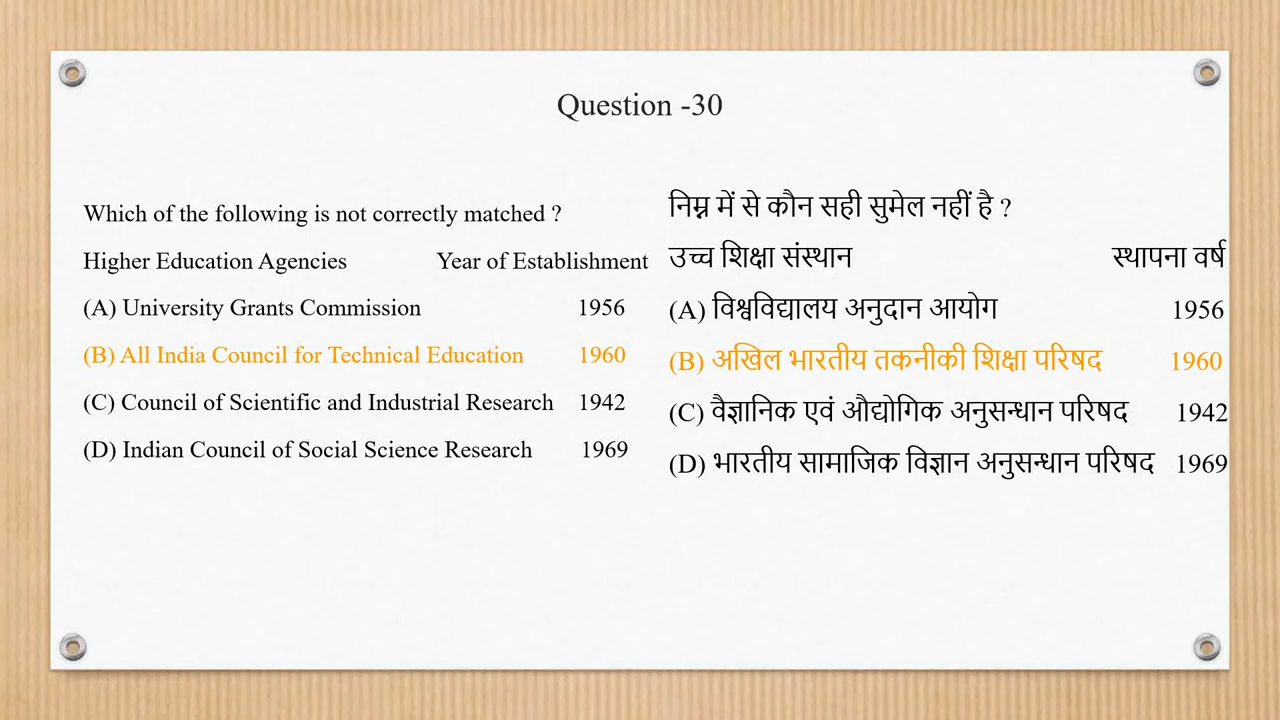 Question -30
Which of the following is not correctly matched ?
Higher Education Agencies Year of Establishment
(A) University Grants Commission 1956
(B) All India Council for Technical Education 1960
(C) Council of Scientific and Industrial Research 1942
(D) Indian Council of Social Science Research 1969
निम्न में से कौन सही सुमेल नहीं है ?
उच्च शिक्षा संस्थान स्थापना वर्ष
(A) विश्वविद्यालय अनुदान आयोग 1956
(B) अखिल भारतीय तकनीकी शिक्षा परिषद 1960
(C) वैज्ञानिक एवं औद्योगिक अनुसन्धान परिषद 1942
(D) भारतीय सामाजिक विज्ञान अनुसन्धान परिषद 1969